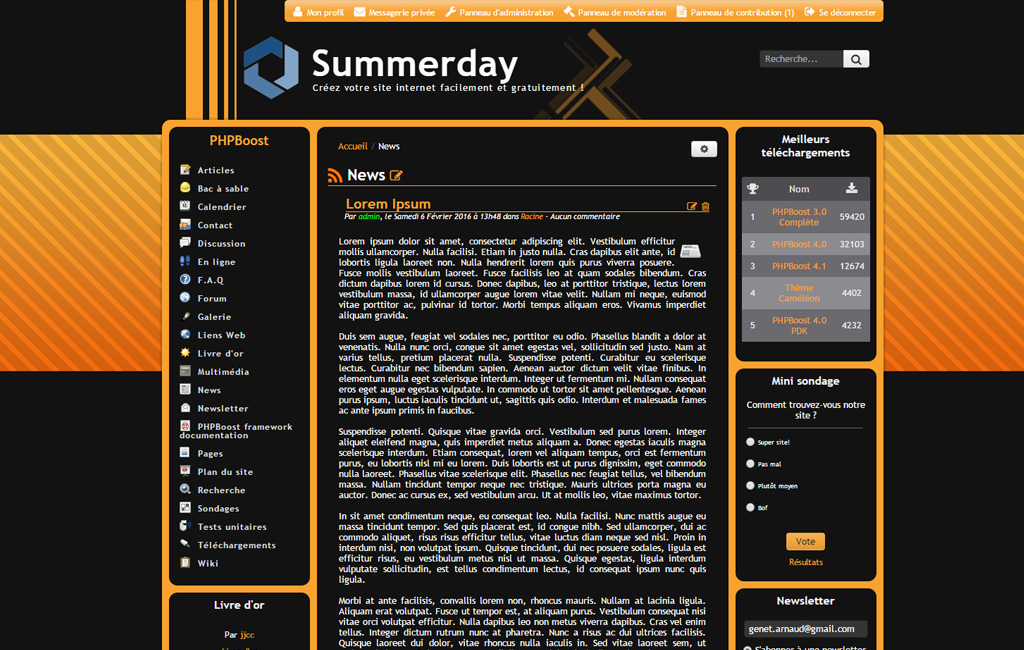 Mon profil Messagerie privée Panneau d'administration Panneau de modération Panneau de contribution (1) Se déconnecter
Summerday
Créez votre site internet facilement et gratuitement !
Recherche...
PHPBoost
Articles
Bac à sable
Calendrier
Contact
Discussion
En ligne
F.A.Q
Forum
Galerie
Liens Web
Livre d'or
Multimédia
News
Newsletter
PHPBoost framework
documentation
Pages
Plan du site
Recherche
Sondages
Tests unitaires
Téléchargements
Wiki
Livre d'or
Par jjcc
Accueil / News
News
Lorem Ipsum
Par admin, le Samedi 6 Février 2016 à 13h48 dans Racine - Aucun commentaire
Lorem ipsum dolor sit amet, consectetur adipiscing elit. Vestibulum efficitur
mollis ullamcorper. Nulla facilisi. Etiam in justo nulla. Cras dapibus elit ante, id
lobortis ligula laoreet non. Nulla hendrerit lorem quis purus viverra posuere.
Fusce mollis vestibulum laoreet. Fusce facilisis leo at quam sodales bibendum. Cras
dictum dapibus lorem id cursus. Donec dapibus, leo at porttitor tristique, lectus lorem
vestibulum massa, id ullamcorper augue lorem vitae velit. Nullam mi neque, euismod
vitae porttitor ac, pulvinar id tortor. Morbi tempus aliquam eros. Vivamus imperdiet
aliquam gravida.
Duis sem augue, feugiat vel sodales nec, porttitor eu odio. Phasellus blandit a dolor at
venenatis. Nulla nunc orci, congue sit amet egestas vel, sollicitudin sed justo. Nam at
varius tellus, pretium placerat nulla. Suspendisse potenti. Curabitur eu scelerisque
lectus. Curabitur nec bibendum sapien. Aenean auctor dictum velit vitae finibus. In
elementum nulla eget scelerisque interdum. Integer ut fermentum mi. Nullam consequat
eros eget augue egestas vulputate. In commodo ut tortor sit amet pellentesque. Aenean
purus ipsum, luctus iaculis tincidunt ut, sagittis quis odio. Interdum et malesuada fames
ac ante ipsum primis in faucibus.
Suspendisse potenti. Quisque vitae gravida orci. Vestibulum sed purus lorem. Integer
aliquet eleifend magna, quis imperdiet metus aliquam a. Donec egestas iaculis magna
scelerisque interdum. Etiam consequat, lorem vel aliquam tempus, orci est fermentum
purus, eu lobortis nisl mi eu lorem. Duis lobortis est ut purus dignissim, eget commodo
nulla laoreet. Phasellus vitae scelerisque elit. Phasellus nec feugiat tellus, vel bibendum
massa. Nullam tincidunt tempor neque nec tristique. Mauris ultrices porta magna eu
auctor. Donec ac cursus ex, sed vestibulum arcu. Ut at mollis leo, vitae maximus tortor.
In sit amet condimentum neque, eu consequat leo. Nulla facilisi. Nunc mattis augue eu
massa tincidunt tempor. Sed quis placerat est, id congue nibh. Sed ullamcorper, dui ac
commodo aliquet, risus risus efficitur tellus, vitae luctus diam neque sed nisl. Proin in
interdum nisi, non volutpat ipsum. Quisque tincidunt, dui nec posuere sodales, ligula est
efficitur risus, eu vestibulum metus nisl ut massa. Quisque egestas, ligula interdum
vulputate sollicitudin, est tellus condimentum lectus, id consequat ipsum nunc quis
ligula.
Morbi at ante facilisis, convallis lorem non, rhoncus mauris. Nullam at lacinia ligula.
Aliquam erat volutpat. Fusce ut tempor est, at aliquam purus. Vestibulum consequat nisi
vitae orci volutpat efficitur. Nulla dapibus leo non metus viverra dapibus. Cras vel enim
tellus. Integer dictum rutrum nunc at pharetra. Nunc a risus ac dui ultrices facilisis.
Quisque laoreet dui dolor, vitae rhoncus nulla iaculis in. Sed vitae laoreet sem, ut
Meilleurs
téléchargements
Nom
1 PHPBoost 3.0 Complète 59420
2 PHPBoost 4.0 32103
3 PHPBoost 4.1 12674
4 Thème Caméléon 4402
5 PHPBoost 4.0 PDK 4232
Mini sondage
Comment trouvez-vous notre
site ?
Super site!
Pas mal
Plutôt moyen
Bof
Vote
Résultats
Newsletter
genet.arnaud@gmail.com
S'abonner à une newsletter